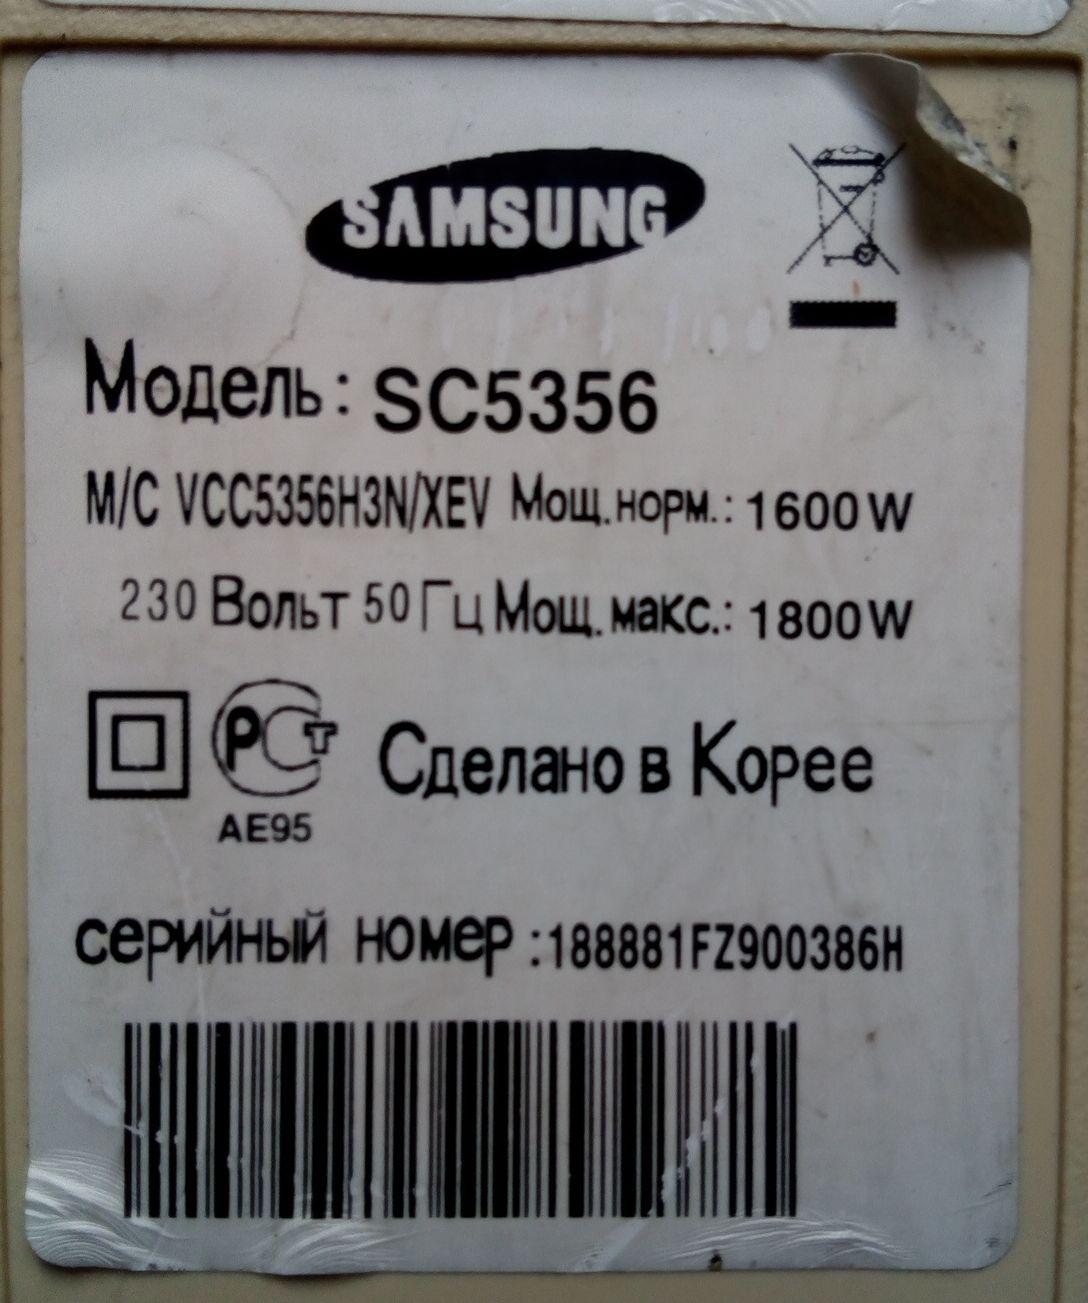 SAMSUNG
Модель: SC5356
M/C VCC5356H3N/XEV Мощ.норм.: 1600W
230 Вольт 50 Гц Мощ.макс.: 1800W
РСТ Сделано в Корее
AE95
серийный номер :188881FZ900386H